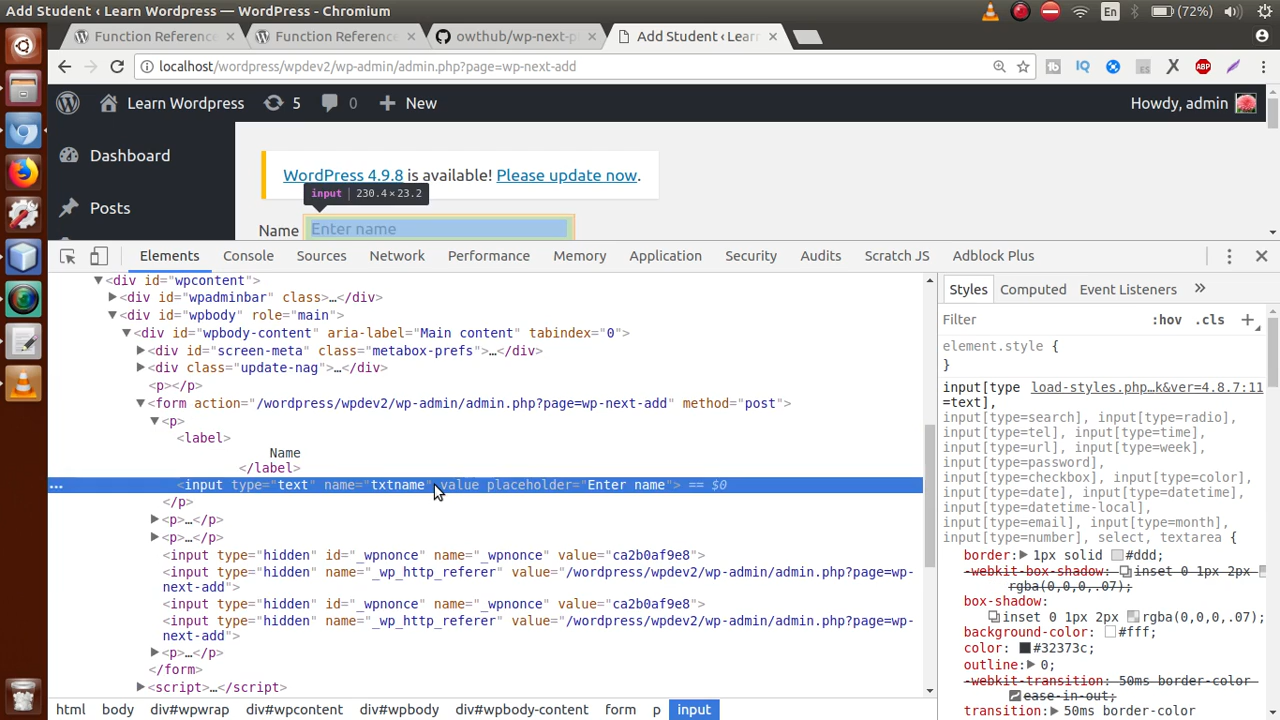 Add Student ‹ Learn Wordpress — WordPress - Chromium
En
(72%)
Function Reference
Function Reference
owthub/wp-next-p
Add Student ‹ Learn
localhost/wordpress/wpdev2/wp-admin/admin.php?page=wp-next-add
IQ
ABP
Learn Wordpress
5
0
New
Howdy, admin
Dashboard
WordPress 4.9.8 is available! Please update now.
input | 230.4×23.2
Posts
Name
Enter name
Elements
Console
Sources
Network
Performance
Memory
Application
Security
Audits
Scratch JS
Adblock Plus
<div id="wpcontent">
<div id="wpadminbar" class>…</div>
<div id="wpbody" role="main">
<div id="wpbody-content" aria-label="Main content" tabindex="0">
<div id="screen-meta" class="metabox-prefs">…</div>
<div class="update-nag">…</div>
<p></p>
<form action="/wordpress/wpdev2/wp-admin/admin.php?page=wp-next-add" method="post">
<p>
<label>
Name
</label>
… <input type="text" name="txtname" value placeholder="Enter name"> == $0
</p>
<p>…</p>
<p>…</p>
<input type="hidden" id="_wpnonce" name="_wpnonce" value="ca2b0af9e8">
<input type="hidden" name="_wp_http_referer" value="/wordpress/wpdev2/wp-admin/admin.php?page=wp-
next-add">
<input type="hidden" id="_wpnonce" name="_wpnonce" value="ca2b0af9e8">
<input type="hidden" name="_wp_http_referer" value="/wordpress/wpdev2/wp-admin/admin.php?page=wp-
next-add">
<p>…</p>
</form>
<script>…</script>
html
body
div#wpwrap
div#wpcontent
div#wpbody
div#wpbody-content
form
p
input
Styles
Computed
Event Listeners
»
Filter
:hov
.cls
+
element.style {
}
input[type load-styles.php…k&ver=4.8.7:11
=text],
input[type=search], input[type=radio],
input[type=tel], input[type=time],
input[type=url], input[type=week],
input[type=password],
input[type=checkbox], input[type=color],
input[type=date], input[type=datetime],
input[type=datetime-local],
input[type=email], input[type=month],
input[type=number], select, textarea {
border: 1px solid #ddd;
-webkit-box-shadow: inset 0 1px 2px
rgba(0,0,0,.07);
box-shadow:
inset 0 1px 2px rgba(0,0,0,.07);
background-color: #fff;
color: #32373c;
outline: 0;
-webkit-transition: 50ms border-color
ease-in-out;
transition: 50ms border-color